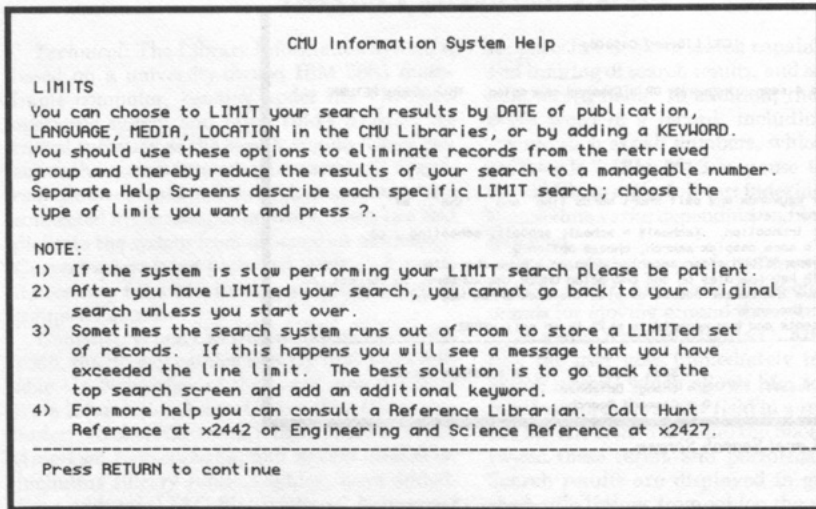 CMU Information System Help
LIMITS
You can choose to LIMIT your search results by DATE of publication,
LANGUAGE, MEDIA, LOCATION in the CMU Libraries, or by adding a KEYWORD.
You should use these options to eliminate records from the retrieved
group and thereby reduce the results of your search to a manageable number.
Separate Help Screens describe each specific LIMIT search; choose the
type of limit you want and press ?.
NOTE:
1) If the system is slow performing your LIMIT search please be patient.
2) After you have LIMITed your search, you cannot go back to your original
search unless you start over.
3) Sometimes the search system runs out of room to store a LIMITed set
of records. If this happens you will see a message that you have
exceeded the line limit. The best solution is to go back to the
top search screen and add an additional keyword.
4) For more help you can consult a Reference Librarian. Call Hunt
Reference at x2442 or Engineering and Science Reference at x2427.
Press RETURN to continue